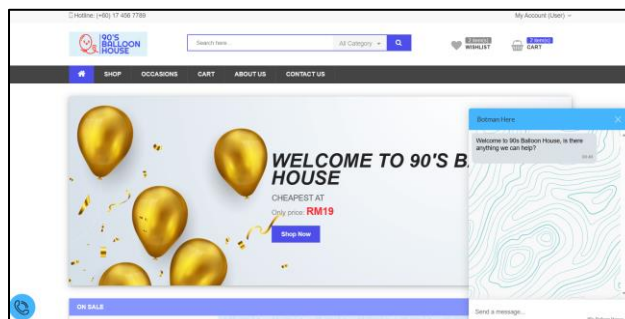 Hotline: (+60) 17 456 7789
My Account (User)
90'S
BALLOON
HOUSE
Search here..
All Category
WISHLIST
CART
SHOP
OCCASIONS
CART
ABOUT US
CONTACT US
WELCOME TO 90'S B
HOUSE
CHEAPEST AT
Only price: RM19
Shop Now
Botman Here
Welcome to 90s Balloon House, is there
anything we can help?
Send a message...
ON SALE